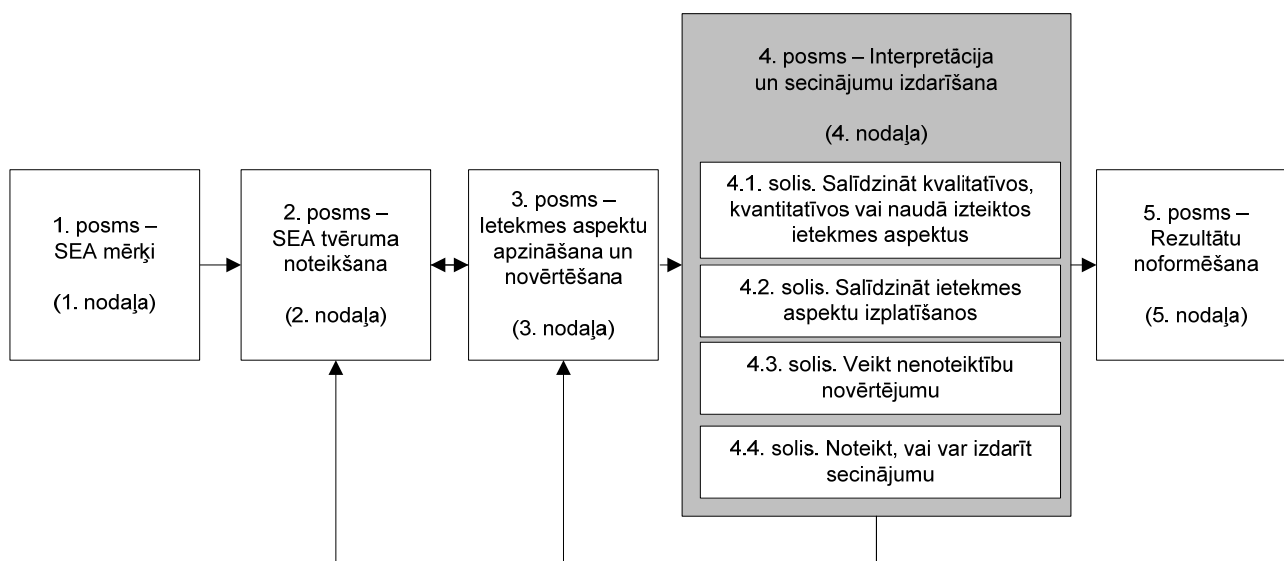 1. posms –
SEA mērķi
(1. nodaļa)
2. posms –
SEA tvēruma
noteikšana
(2. nodaļa)
3. posms –
Ietekmes aspektu
apzināšana un
novērtēšana
(3. nodaļa)
4. posms – Interpretācija
un secinājumu izdarīšana
(4. nodaļa)
4.1. solis. Salīdzināt kvalitatīvos,
kvantitatīvos vai naudā izteiktos
ietekmes aspektus
4.2. solis. Salīdzināt ietekmes
aspektu izplatīšanos
4.3. solis. Veikt nenoteiktību
novērtējumu
4.4. solis. Noteikt, vai var izdarīt
secinājumu
5. posms –
Rezultātu
noformēšana
(5. nodaļa)